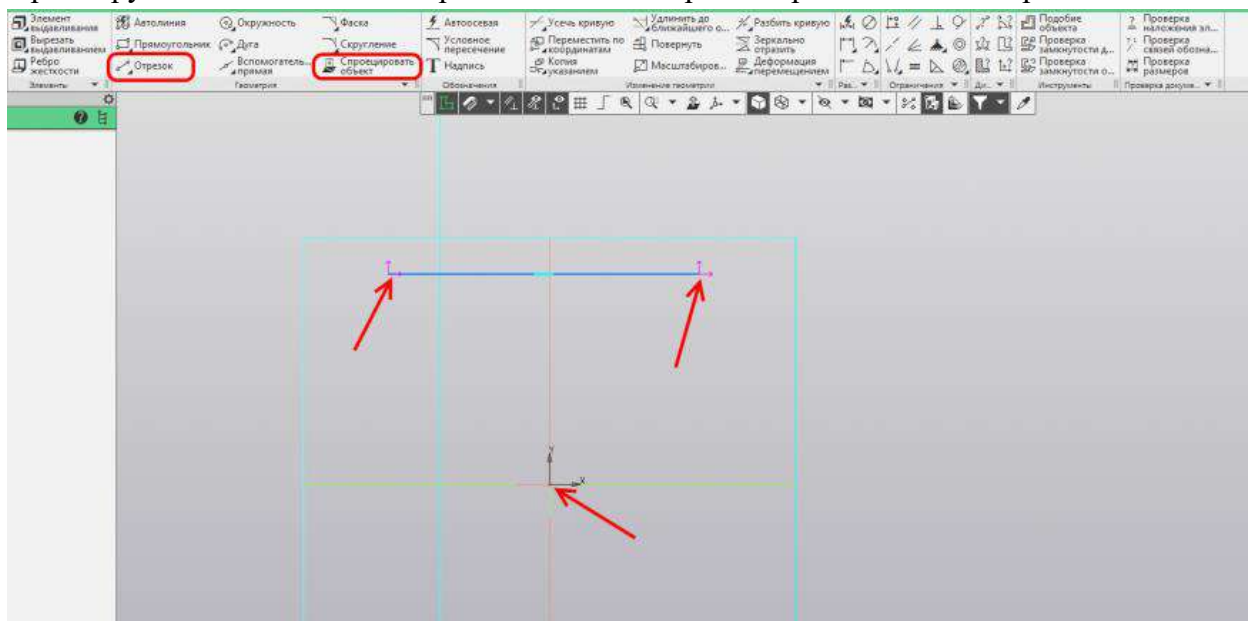 Элемент выдавливания
Автолиния
Окружность
Фаска
Автоосевая
Усечь кривую
Удлинить до ближайшего о...
Разбить кривую
Подобие объекта
Проверка наложения эл...
Вырезать выдавливанием
Прямоугольник
Дуга
Скругление
Условное пересечение
Переместить по координатам
Повернуть
Зеркально отразить
Проверка замкнутости д...
Проверка связей обозна...
Ребро жесткости
Отрезок
Вспомогатель... прямая
Спроецировать объект
Надпись
Копия указанием
Масштабиров...
Деформация перемещением
Проверка замкнутости о...
Проверка размеров
Элементы
Геометрия
Обозначения
Изменение геометрии
Раз...
Ограничения
Ди...
Инструменты
Проверка докуме...
Y
X